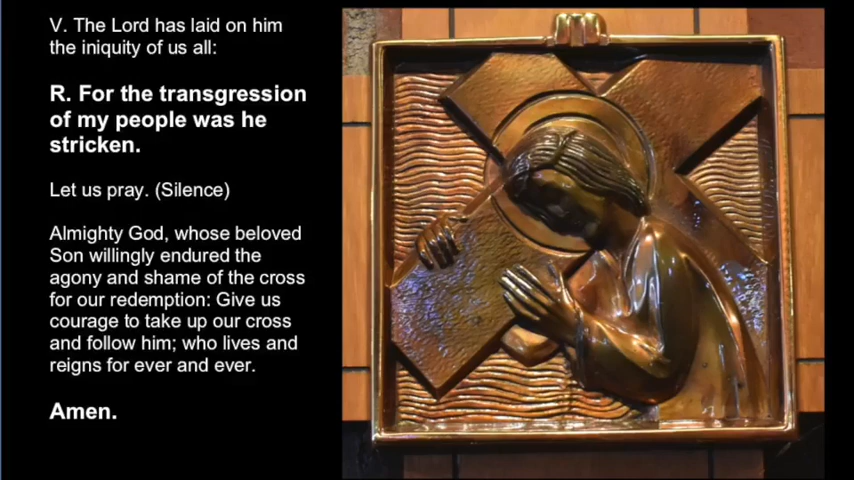 V. The Lord has laid on him
the iniquity of us all:
R. For the transgression
of my people was he
stricken.
Let us pray. (Silence)
Almighty God, whose beloved
Son willingly endured the
agony and shame of the cross
for our redemption: Give us
courage to take up our cross
and follow him; who lives and
reigns for ever and ever.
Amen.